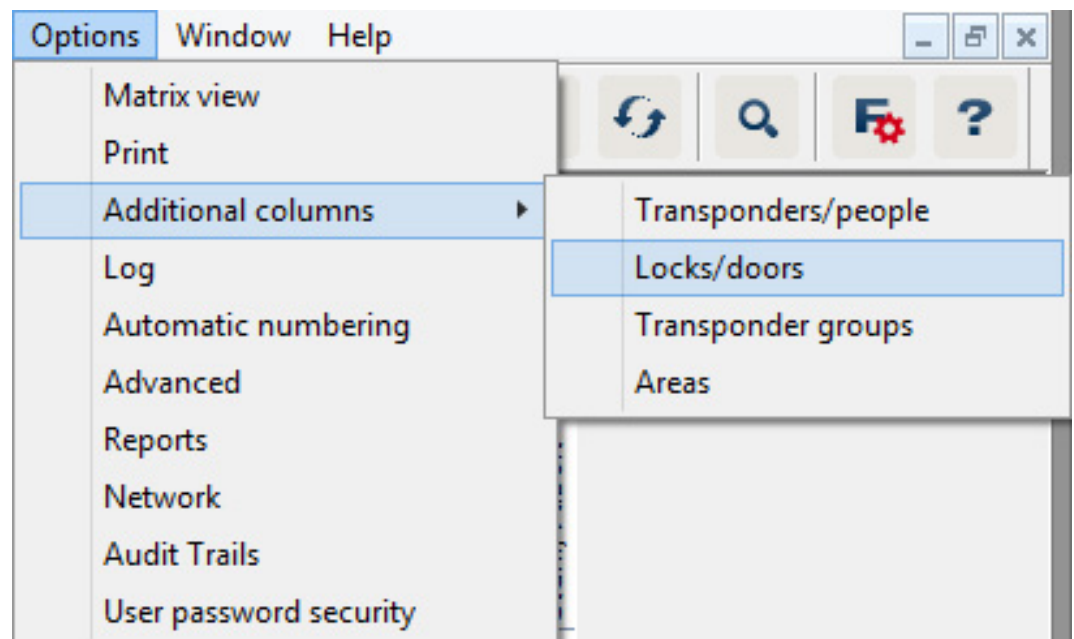 Options Window Help
Matrix view
Print
Additional columns
Log
Automatic numbering
Advanced
Reports
Network
Audit Trails
User password security
Transponders/people
Locks/doors
Transponder groups
Areas
F
?